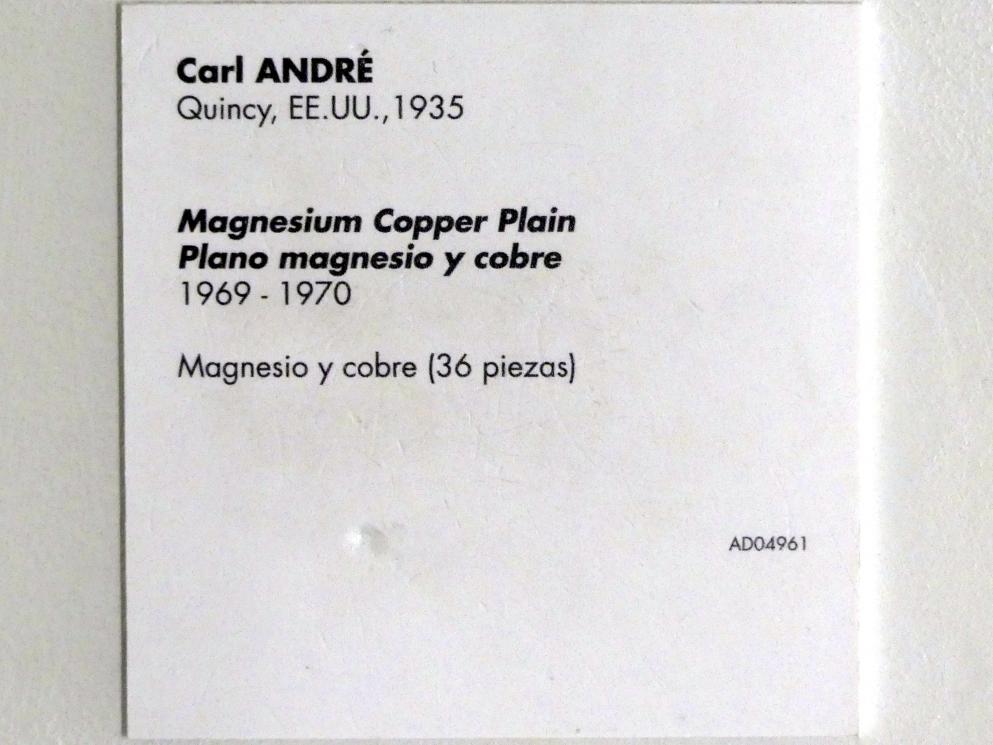 Carl ANDRÉ
Quincy, EE.UU.,1935
Magnesium Copper Plain
Plano magnesio y cobre
1969 - 1970
Magnesio y cobre (36 piezas)
AD04961